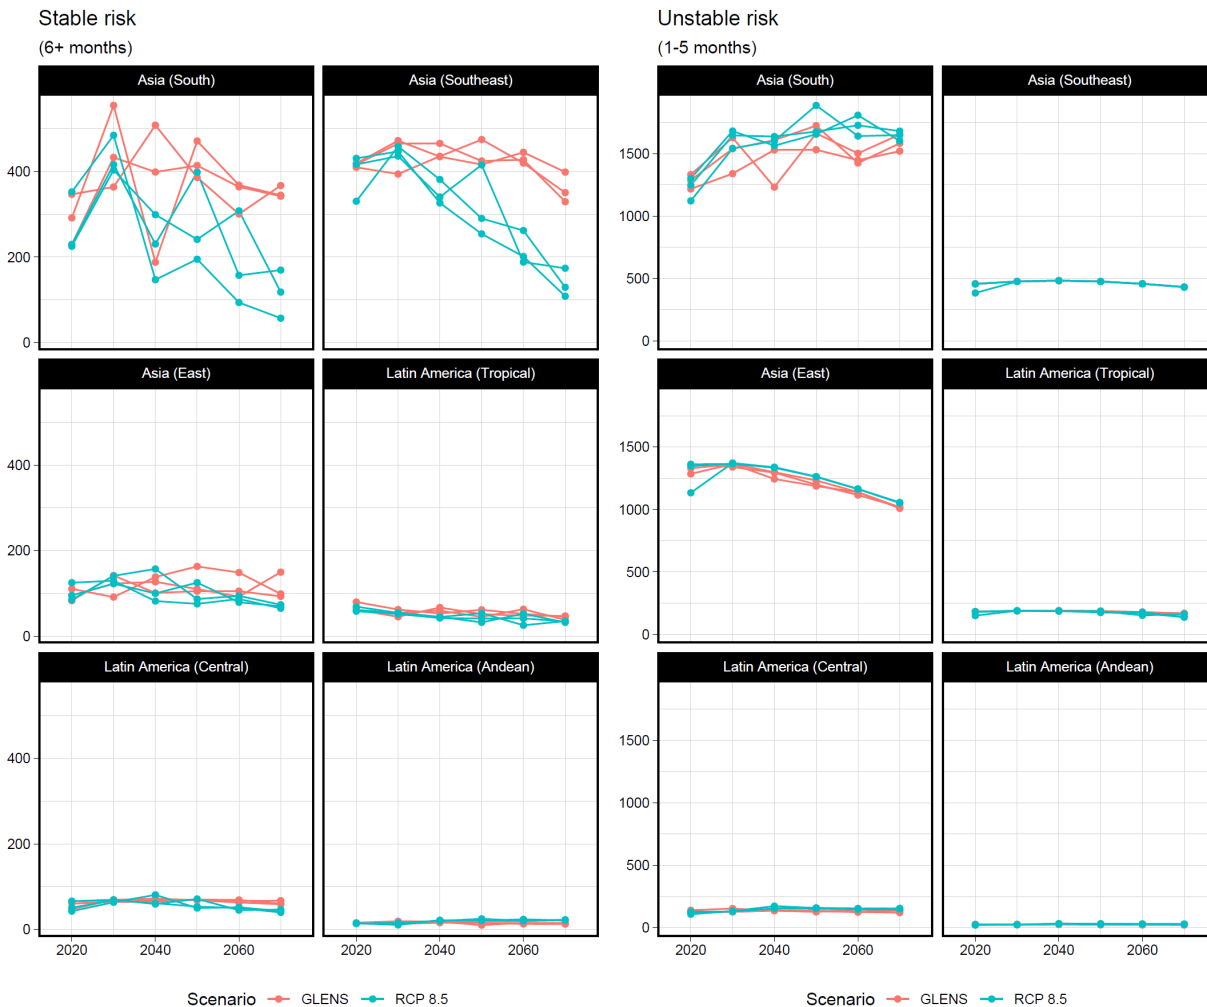 Stable risk
(6+ months)
Asia (South)
Asia (Southeast)
400
200
0
Asia (East)
Latin America (Tropical)
400
200
0
Latin America (Central)
Latin America (Andean)
400
200
0
2020 2040 2060 2020 2040 2060
Scenario GLENS RCP 8.5
Unstable risk
(1-5 months)
Asia (South)
Asia (Southeast)
1500
1000
500
0
Asia (East)
Latin America (Tropical)
1500
1000
500
0
Latin America (Central)
Latin America (Andean)
1500
1000
500
0
2020 2040 2060 2020 2040 2060
Scenario GLENS RCP 8.5